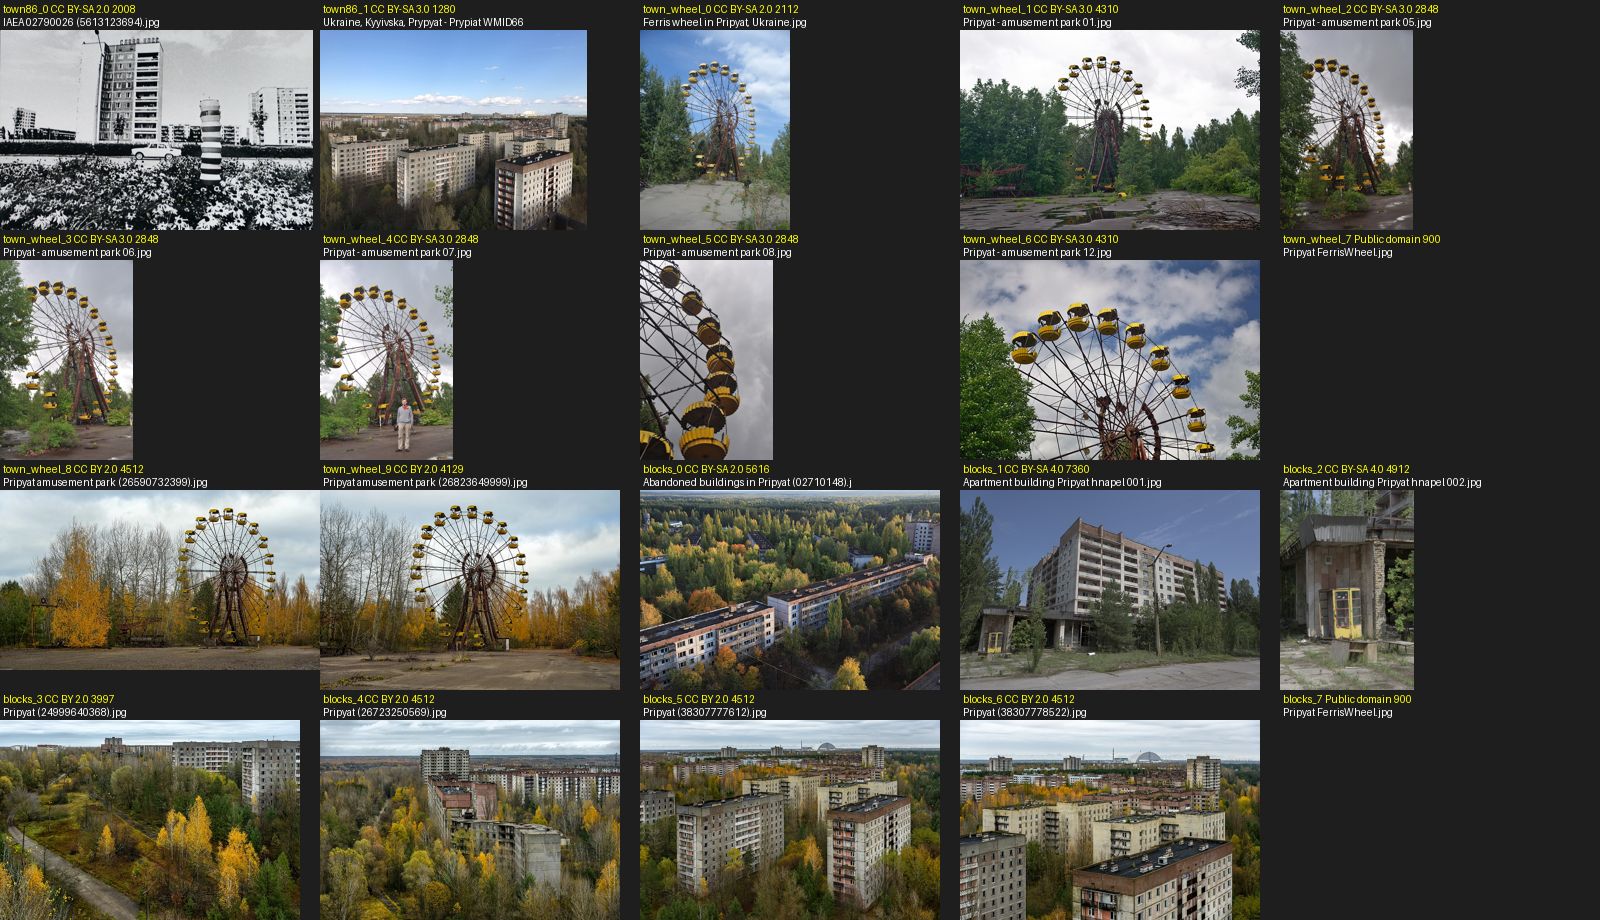 town86_0 CC BY-SA 2.0 2008
IAEA 02790026 (5613123694).jpg
town86_1 CC BY-SA 3.0 1280
Ukraine, Kyyivska, Prypyat - Prypiat WMID66
town_wheel_0 CC BY-SA 2.0 2112
Ferris wheel in Pripyat, Ukraine.jpg
town_wheel_1 CC BY-SA 3.0 4310
Pripyat - amusement park 01.jpg
town_wheel_2 CC BY-SA 3.0 2848
Pripyat - amusement park 05.jpg
town_wheel_3 CC BY-SA 3.0 2848
Pripyat - amusement park 06.jpg
town_wheel_4 CC BY-SA 3.0 2848
Pripyat - amusement park 07.jpg
town_wheel_5 CC BY-SA 3.0 2848
Pripyat - amusement park 08.jpg
town_wheel_6 CC BY-SA 3.0 4310
Pripyat - amusement park 12.jpg
town_wheel_7 Public domain 900
Pripyat FerrisWheel.jpg
town_wheel_8 CC BY 2.0 4512
Pripyat amusement park (26590732399).jpg
town_wheel_9 CC BY 2.0 4129
Pripyat amusement park (26823649999).jpg
blocks_0 CC BY-SA 2.0 5616
Abandoned buildings in Pripyat (02710148).j
blocks_1 CC BY-SA 4.0 7360
Apartment building Pripyat hnapel 001.jpg
blocks_2 CC BY-SA 4.0 4912
Apartment building Pripyat hnapel 002.jpg
blocks_3 CC BY 2.0 3997
Pripyat (24999640368).jpg
blocks_4 CC BY 2.0 4512
Pripyat (26723250569).jpg
blocks_5 CC BY 2.0 4512
Pripyat (38307777612).jpg
blocks_6 CC BY 2.0 4512
Pripyat (38307778522).jpg
blocks_7 Public domain 900
Pripyat FerrisWheel.jpg